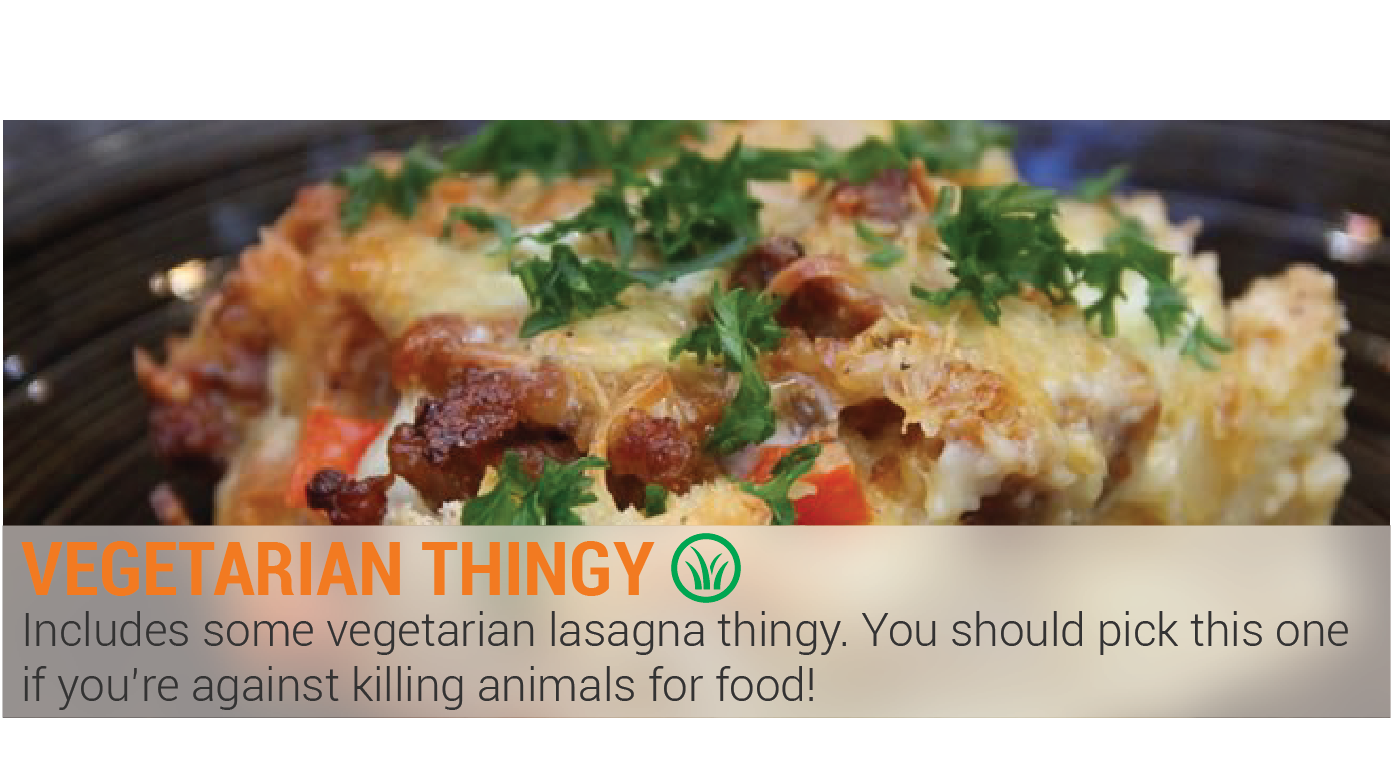 VEGETARIAN THINGY
Includes some vegetarian lasagna thingy. You should pick this one
if you're against killing animals for food!